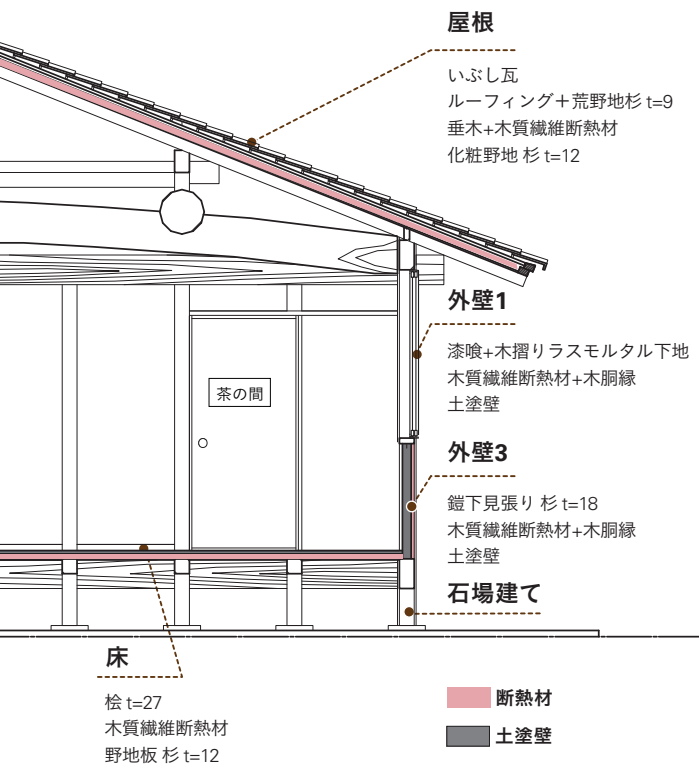 屋根
いぶし瓦
ルーフィング＋荒野地杉 t=9
垂木+木質繊維断熱材
化粧野地 杉 t=12
外壁1
漆喰+木摺りラスモルタル下地
木質繊維断熱材+木胴縁
土塗壁
茶の間
外壁3
鎧下見張り 杉 t=18
木質繊維断熱材+木胴縁
土塗壁
石場建て
床
桧 t=27
木質繊維断熱材
野地板 杉 t=12
断熱材
土塗壁